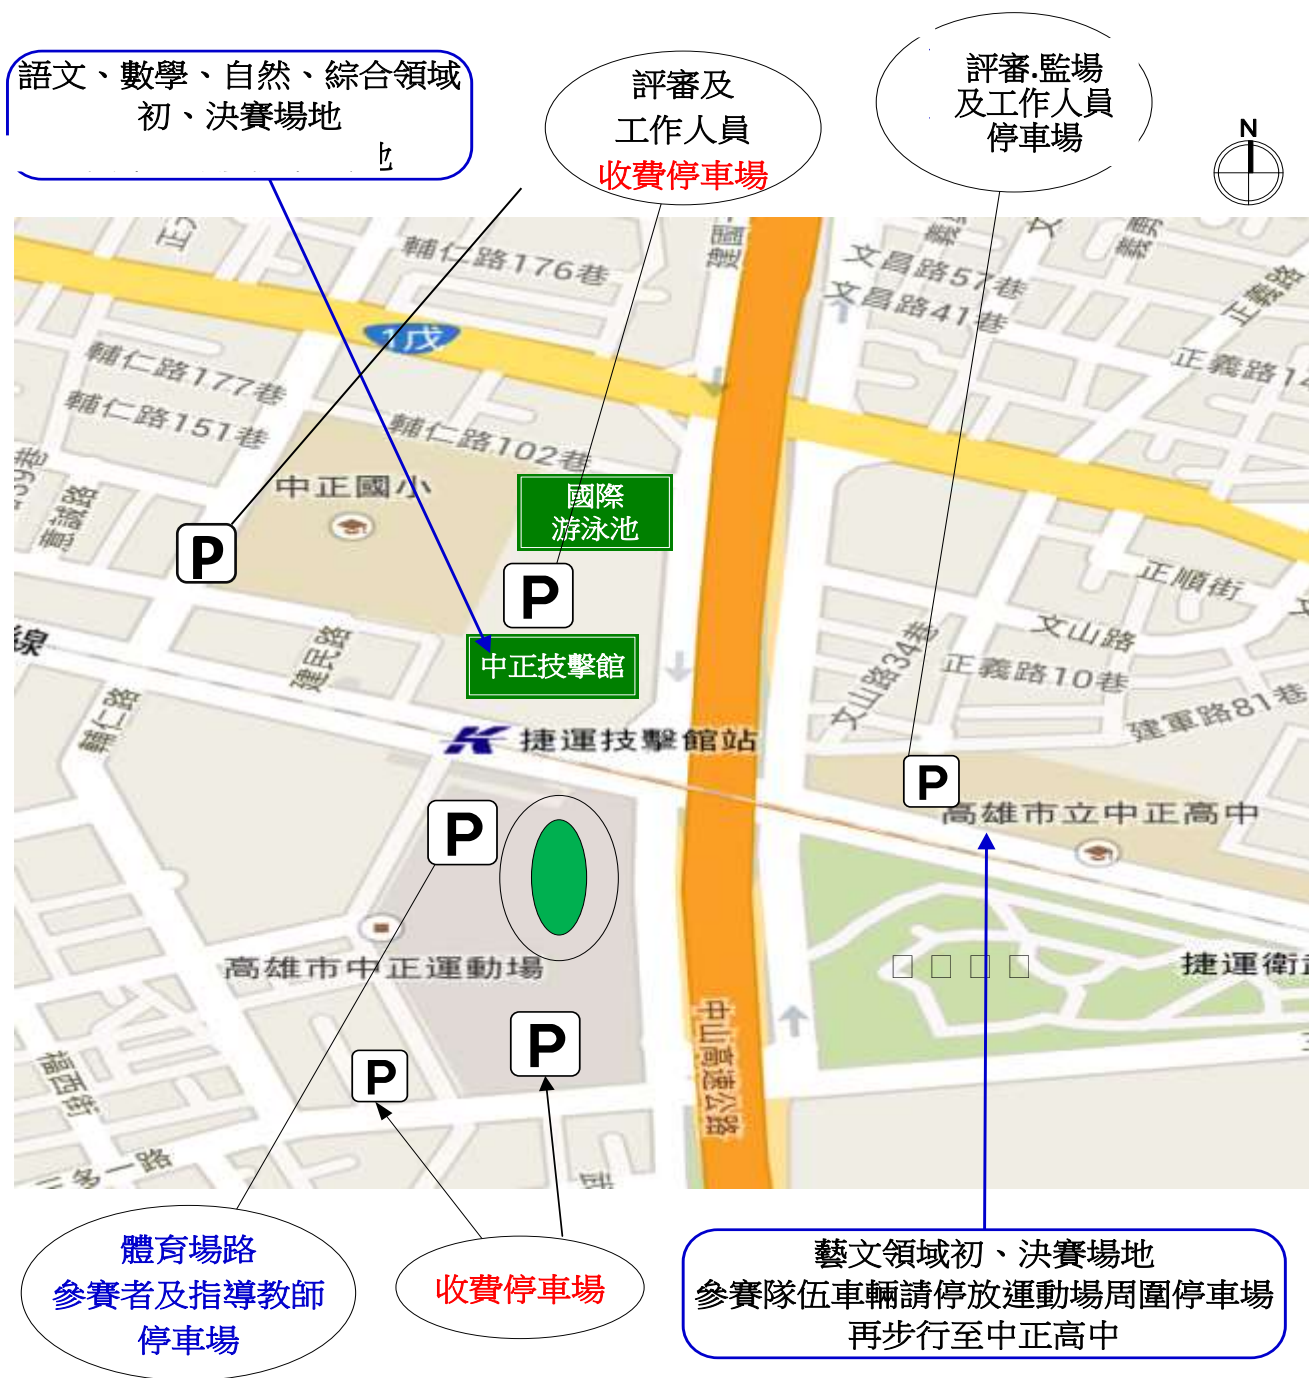 語文、數學、自然、綜合領域
初、決賽場地
評審及
工作人員
收費停車場
評審.監場
及工作人員
停車場
N
輔仁路176巷
文昌路57巷
文昌路41巷
正義路
1戊
輔仁路177巷
輔仁路151巷
輔仁路102巷
中正國小
國際
游泳池
P
P
正順街
文山路
正義路10巷
文山路34巷
建軍路81巷
建民路
輔仁路
中正技擊館
捷運技擊館站
P
高雄市立中正高中
P
高雄市中正運動場
捷運衛
P
P
中山高速公路
福西街
一路
體育場路
參賽者及指導教師
停車場
收費停車場
藝文領域初、決賽場地
參賽隊伍車輛請停放運動場周圍停車場
再步行至中正高中